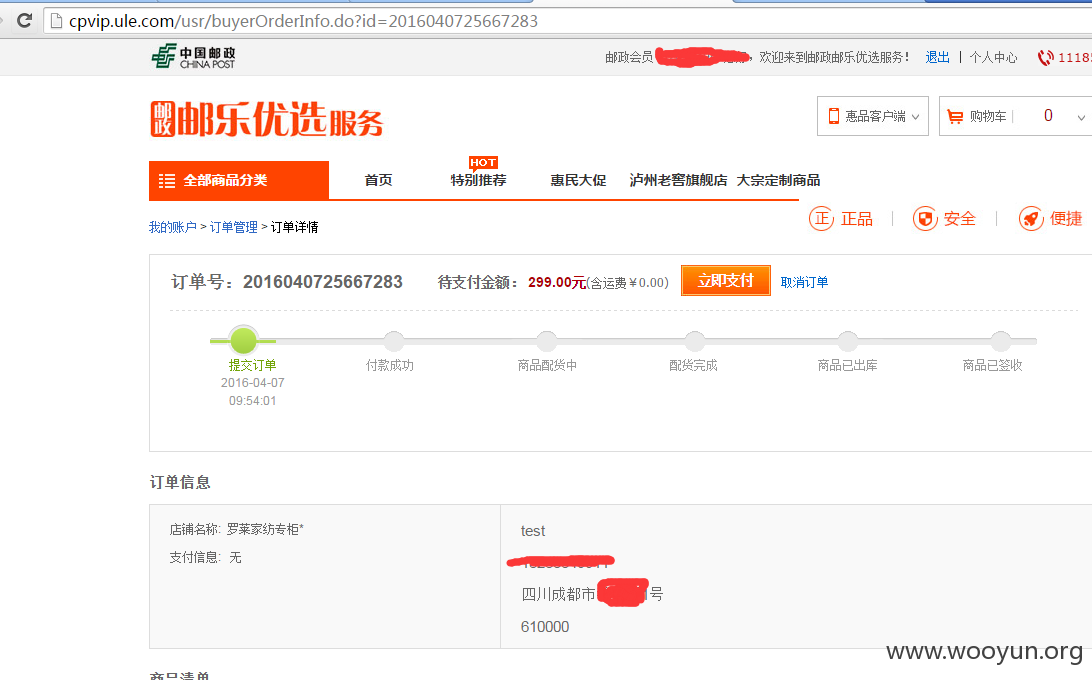 cpvip.ule.com/usr/buyerOrderInfo.do?id=2016040725667283
中国邮政
CHINA POST
邮政会员
，欢迎来到邮政邮乐优选服务！
退出 | 个人中心
1118
邮政 邮乐优选服务
惠品客户端
购物车 0
全部商品分类
首页
HOT
特别推荐
惠民大促
泸州老窖旗舰店
大宗定制商品
正 正品
安全
便捷
我的账户 > 订单管理 > 订单详情
订单号：2016040725667283
待支付金额：299.00元(含运费￥0.00)
立即支付
取消订单
提交订单
2016-04-07
09:54:01
付款成功
商品配货中
配货完成
商品已出库
商品已签收
订单信息
店铺名称: 罗莱家纺专柜*
支付信息: 无
test
四川成都市
号
610000
www.wooyun.org
商品清单